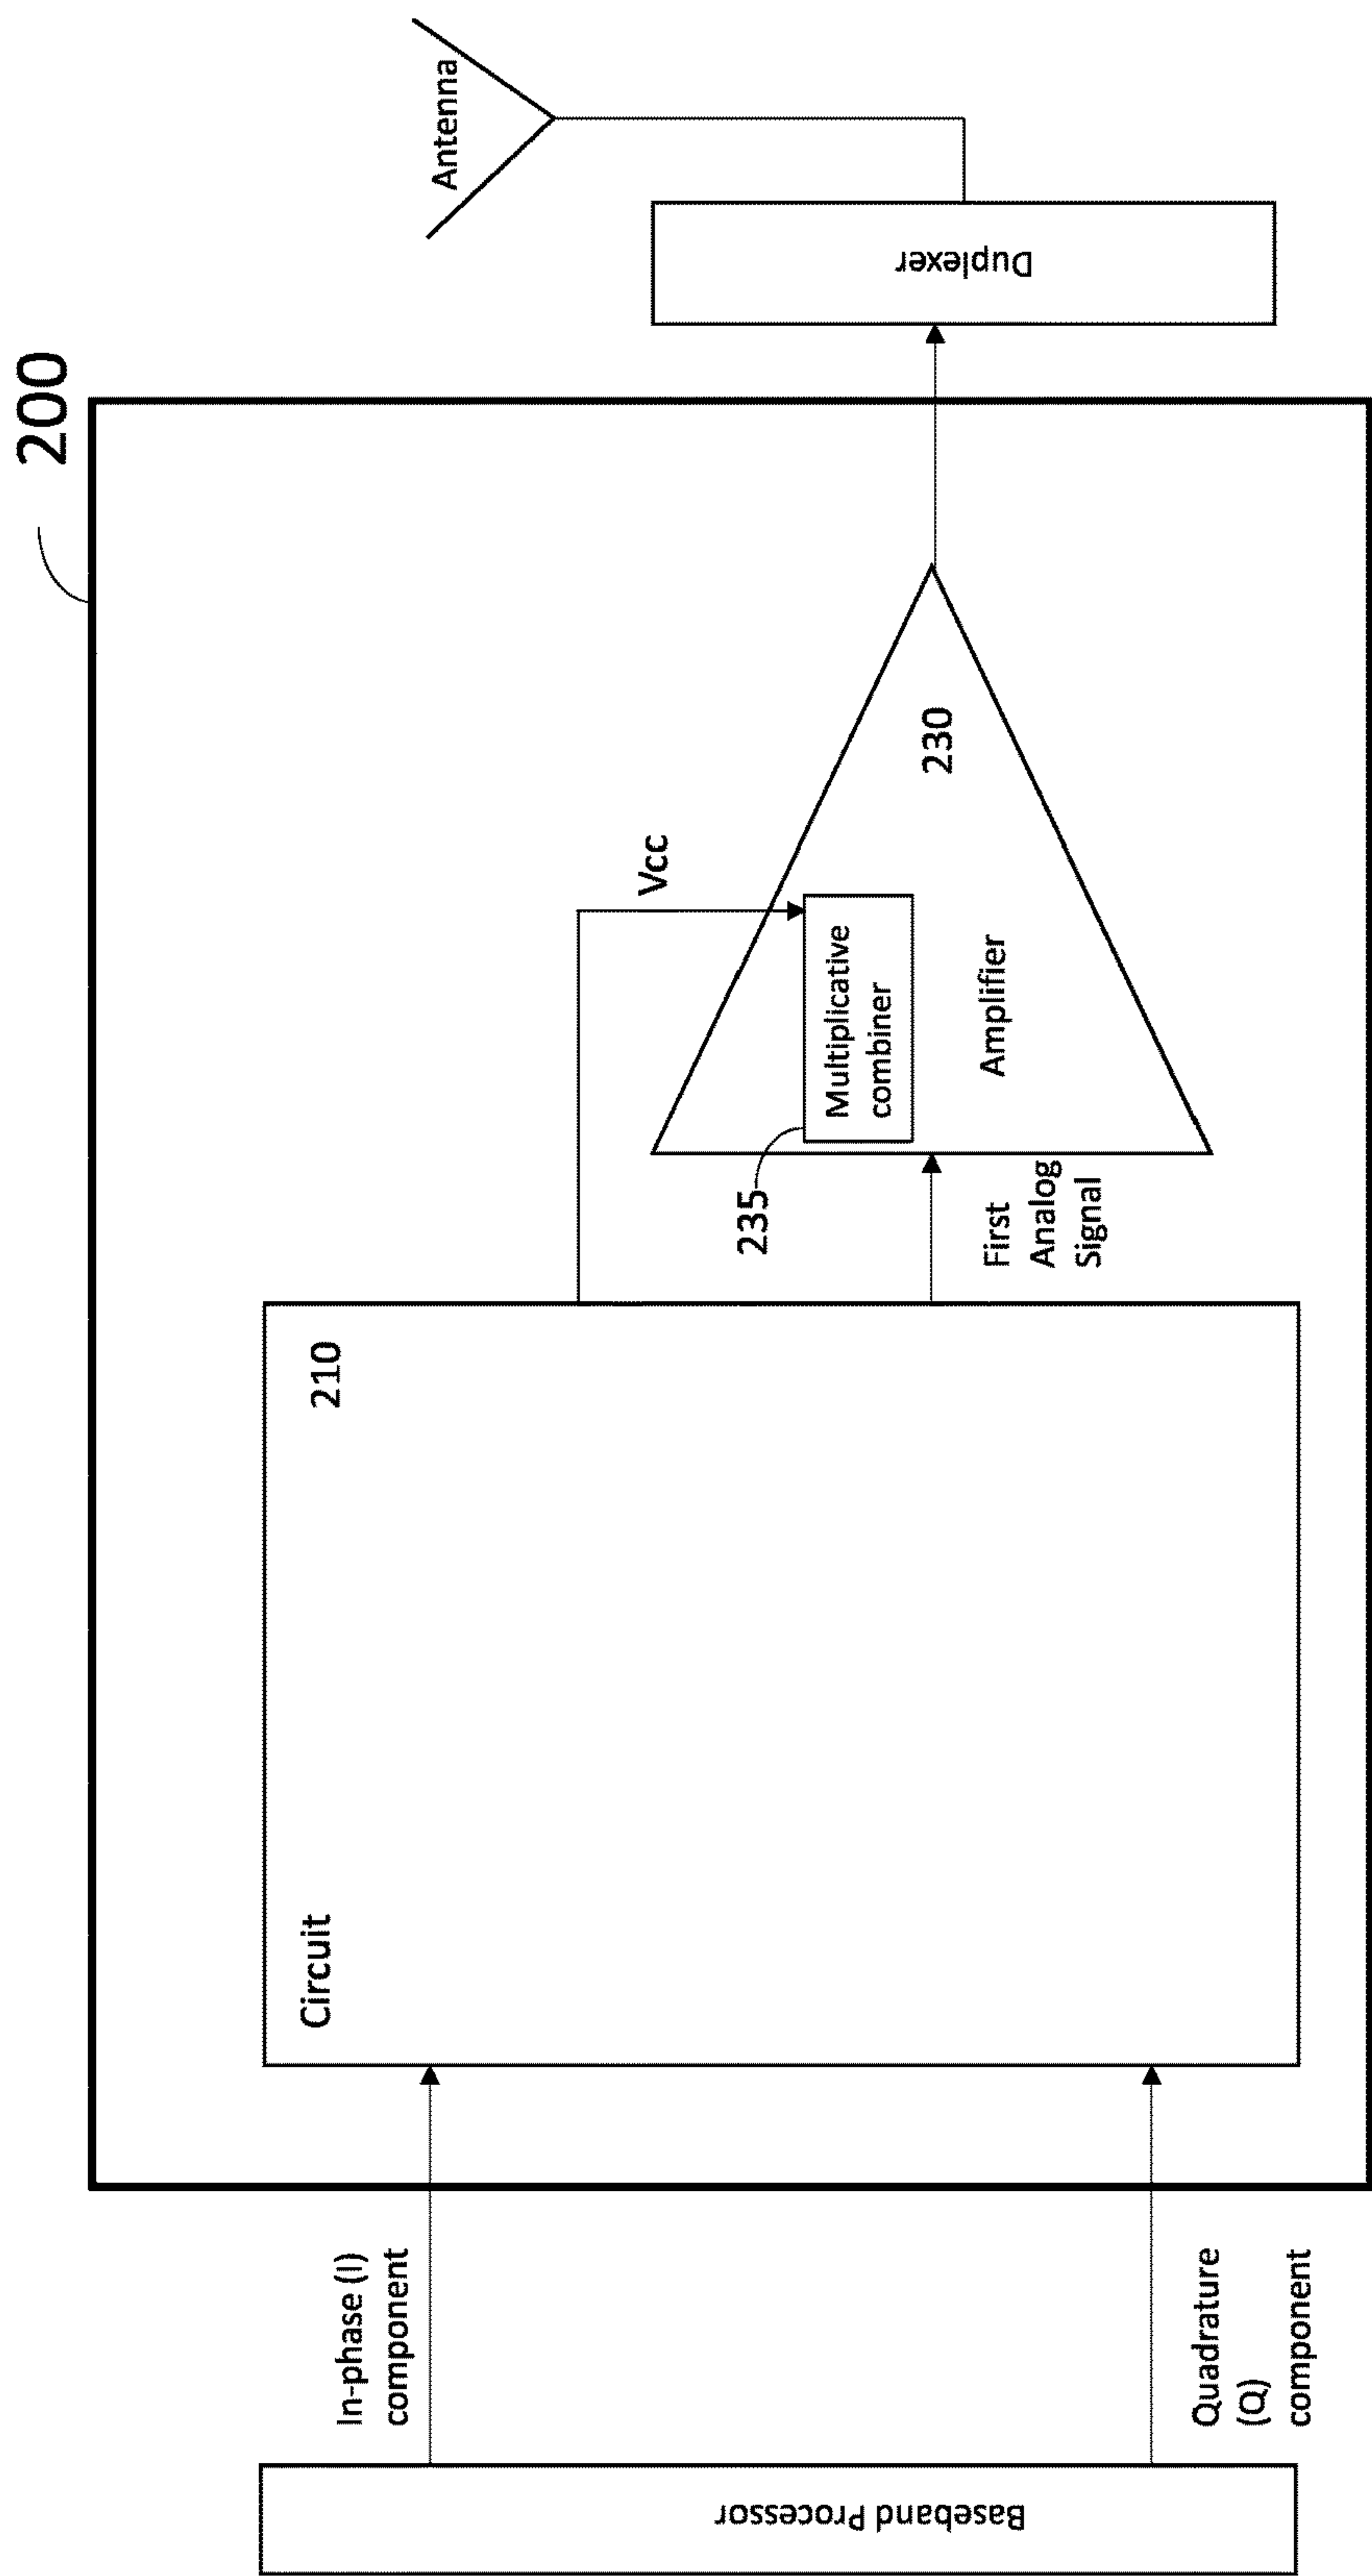 200
Baseband Processor
In-phase (I)
component
Quadrature
(Q)
component
Circuit
210
Vcc
First
Analog
Signal
235
Multiplicative
combiner
Amplifier
230
Duplexer
Antenna